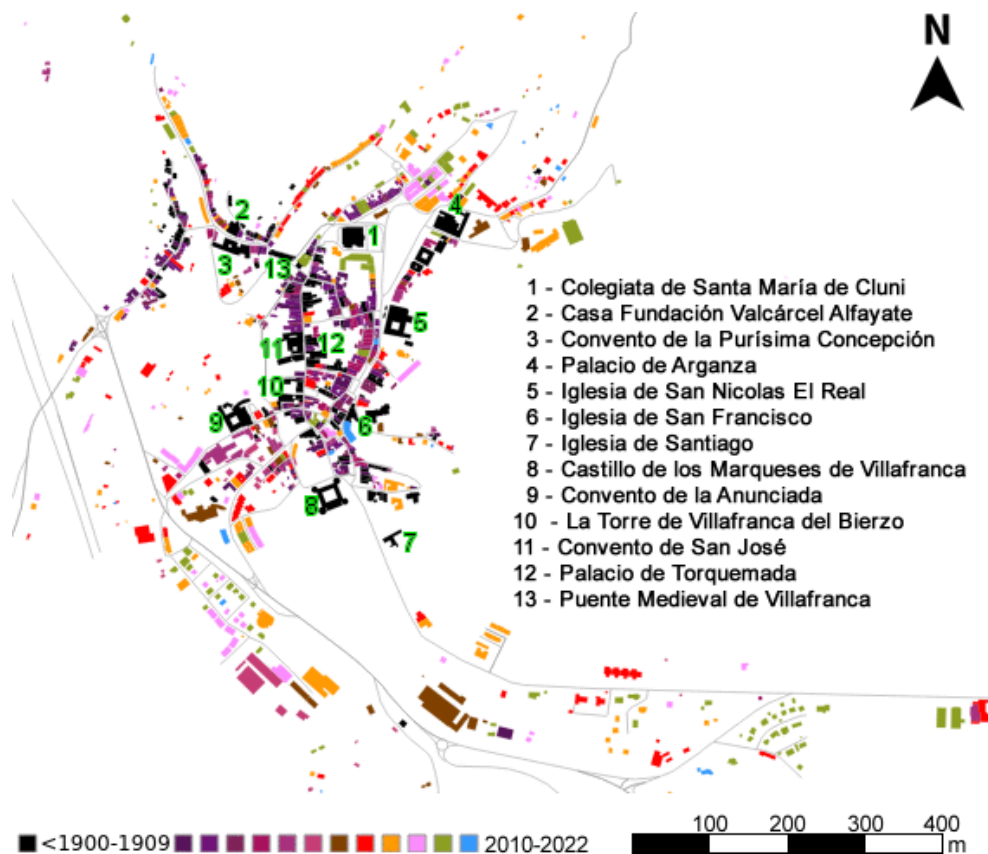 N
2
4
1
3
13
5
11
12
10
9
6
8
7
1 - Colegiata de Santa María de Cluni
2 - Casa Fundación Valcárcel Alfayate
3 - Convento de la Purísima Concepción
4 - Palacio de Arganza
5 - Iglesia de San Nicolas El Real
6 - Iglesia de San Francisco
7 - Iglesia de Santiago
8 - Castillo de los Marqueses de Villafranca
9 - Convento de la Anunciada
10 - La Torre de Villafranca del Bierzo
11 - Convento de San José
12 - Palacio de Torquemada
13 - Puente Medieval de Villafranca
<1900-1909 2010-2022
100 200 300 400
m